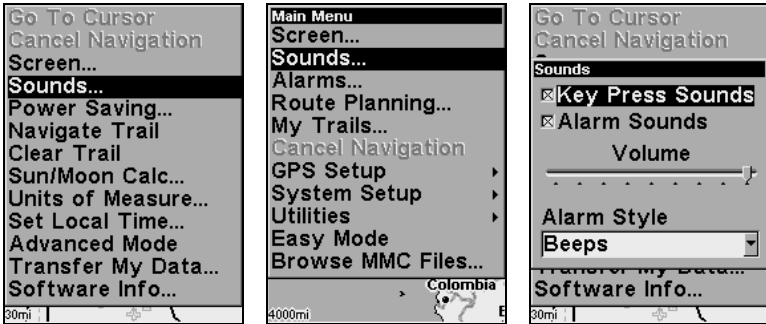 Go To Cursor
Cancel Navigation
Screen...
Sounds...
Power Saving...
Navigate Trail
Clear Trail
Sun/Moon Calc...
Units of Measure...
Set Local Time...
Advanced Mode
Transfer My Data...
Software Info...
30mi
Main Menu
Screen...
Sounds...
Alarms...
Route Planning...
My Trails...
Cancel Navigation
GPS Setup
System Setup
Utilities
Easy Mode
Browse MMC Files...
Colombia
4000mi
Go To Cursor
Cancel Navigation
Sounds
Key Press Sounds
Alarm Sounds
Volume
Alarm Style
Beeps
Transfer My Data...
Software Info...
30mi